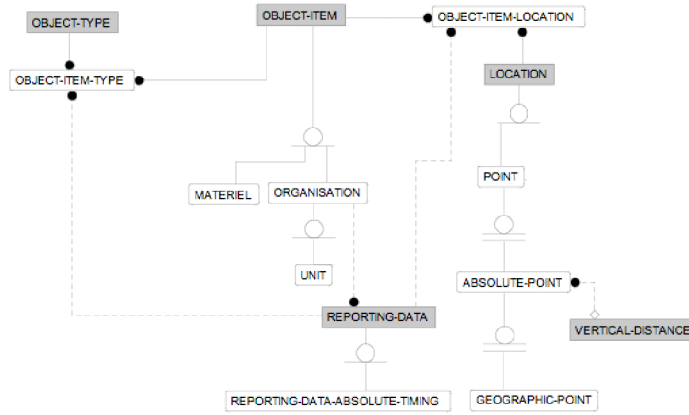 OBJECT-TYPE
OBJECT-ITEM
OBJECT-ITEM-LOCATION
OBJECT-ITEM-TYPE
LOCATION
POINT
MATERIEL
ORGANISATION
UNIT
ABSOLUTE-POINT
REPORTING-DATA
VERTICAL-DISTANCE
REPORTING-DATA-ABSOLUTE-TIMING
GEOGRAPHIC-POINT